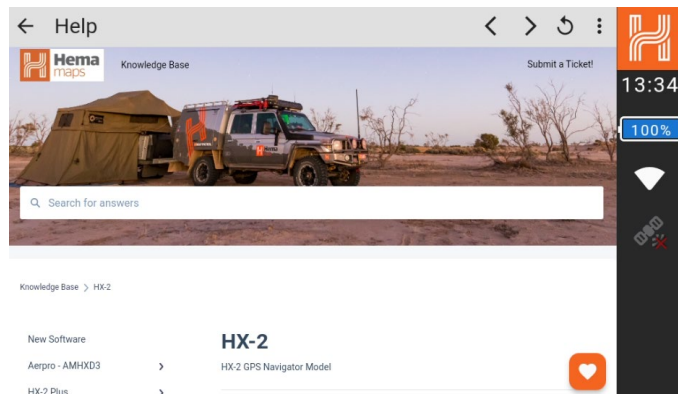 Help
Hema
maps
Knowledge Base
Submit a Ticket!
13:34
100%
Search for answers
Knowledge Base > HX-2
New Software
HX-2
Aerpro - AMHXD3
HX-2 GPS Navigator Model
HX-2 Plus